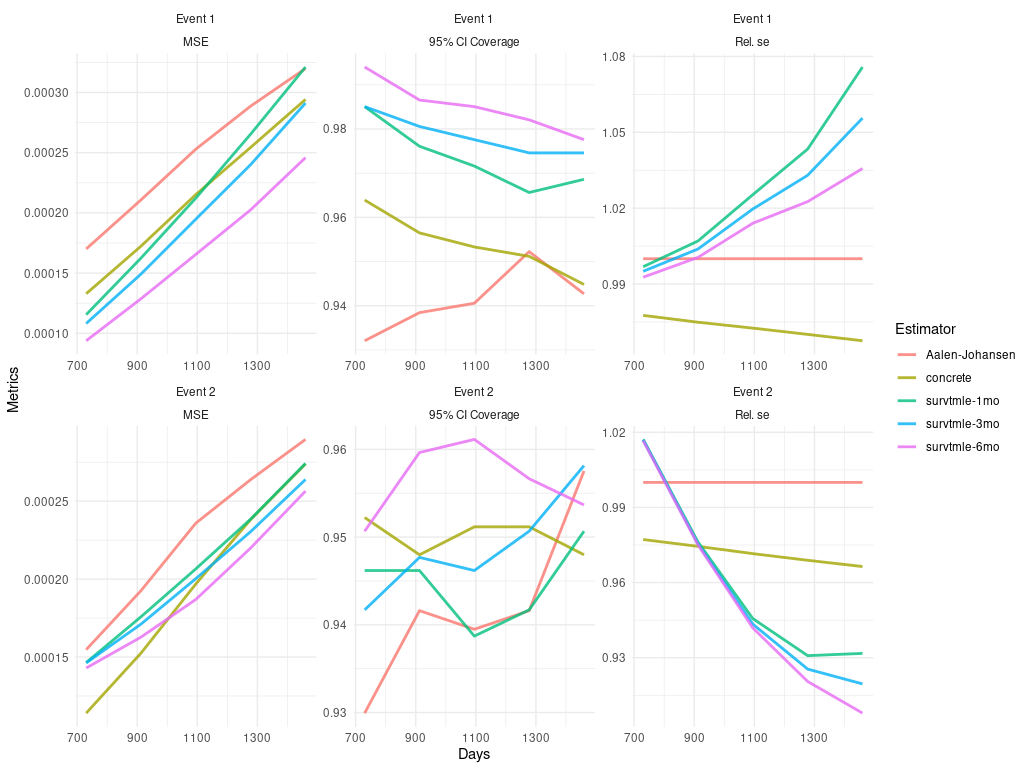 Event 1
MSE
0.00030
0.00025
0.00020
0.00015
0.00010
700 900 1100 1300
Event 1
95% CI Coverage
0.98
0.96
0.94
700 900 1100 1300
Event 1
Rel. se
1.08
1.05
1.02
0.99
700 900 1100 1300
Event 2
MSE
0.00025
0.00020
0.00015
700 900 1100 1300
Event 2
95% CI Coverage
0.96
0.95
0.94
0.93
700 900 1100 1300
Event 2
Rel. se
1.02
0.99
0.96
0.93
700 900 1100 1300
Metrics
Days
Estimator
Aalen-Johansen
concrete
survtmle-1mo
survtmle-3mo
survtmle-6mo